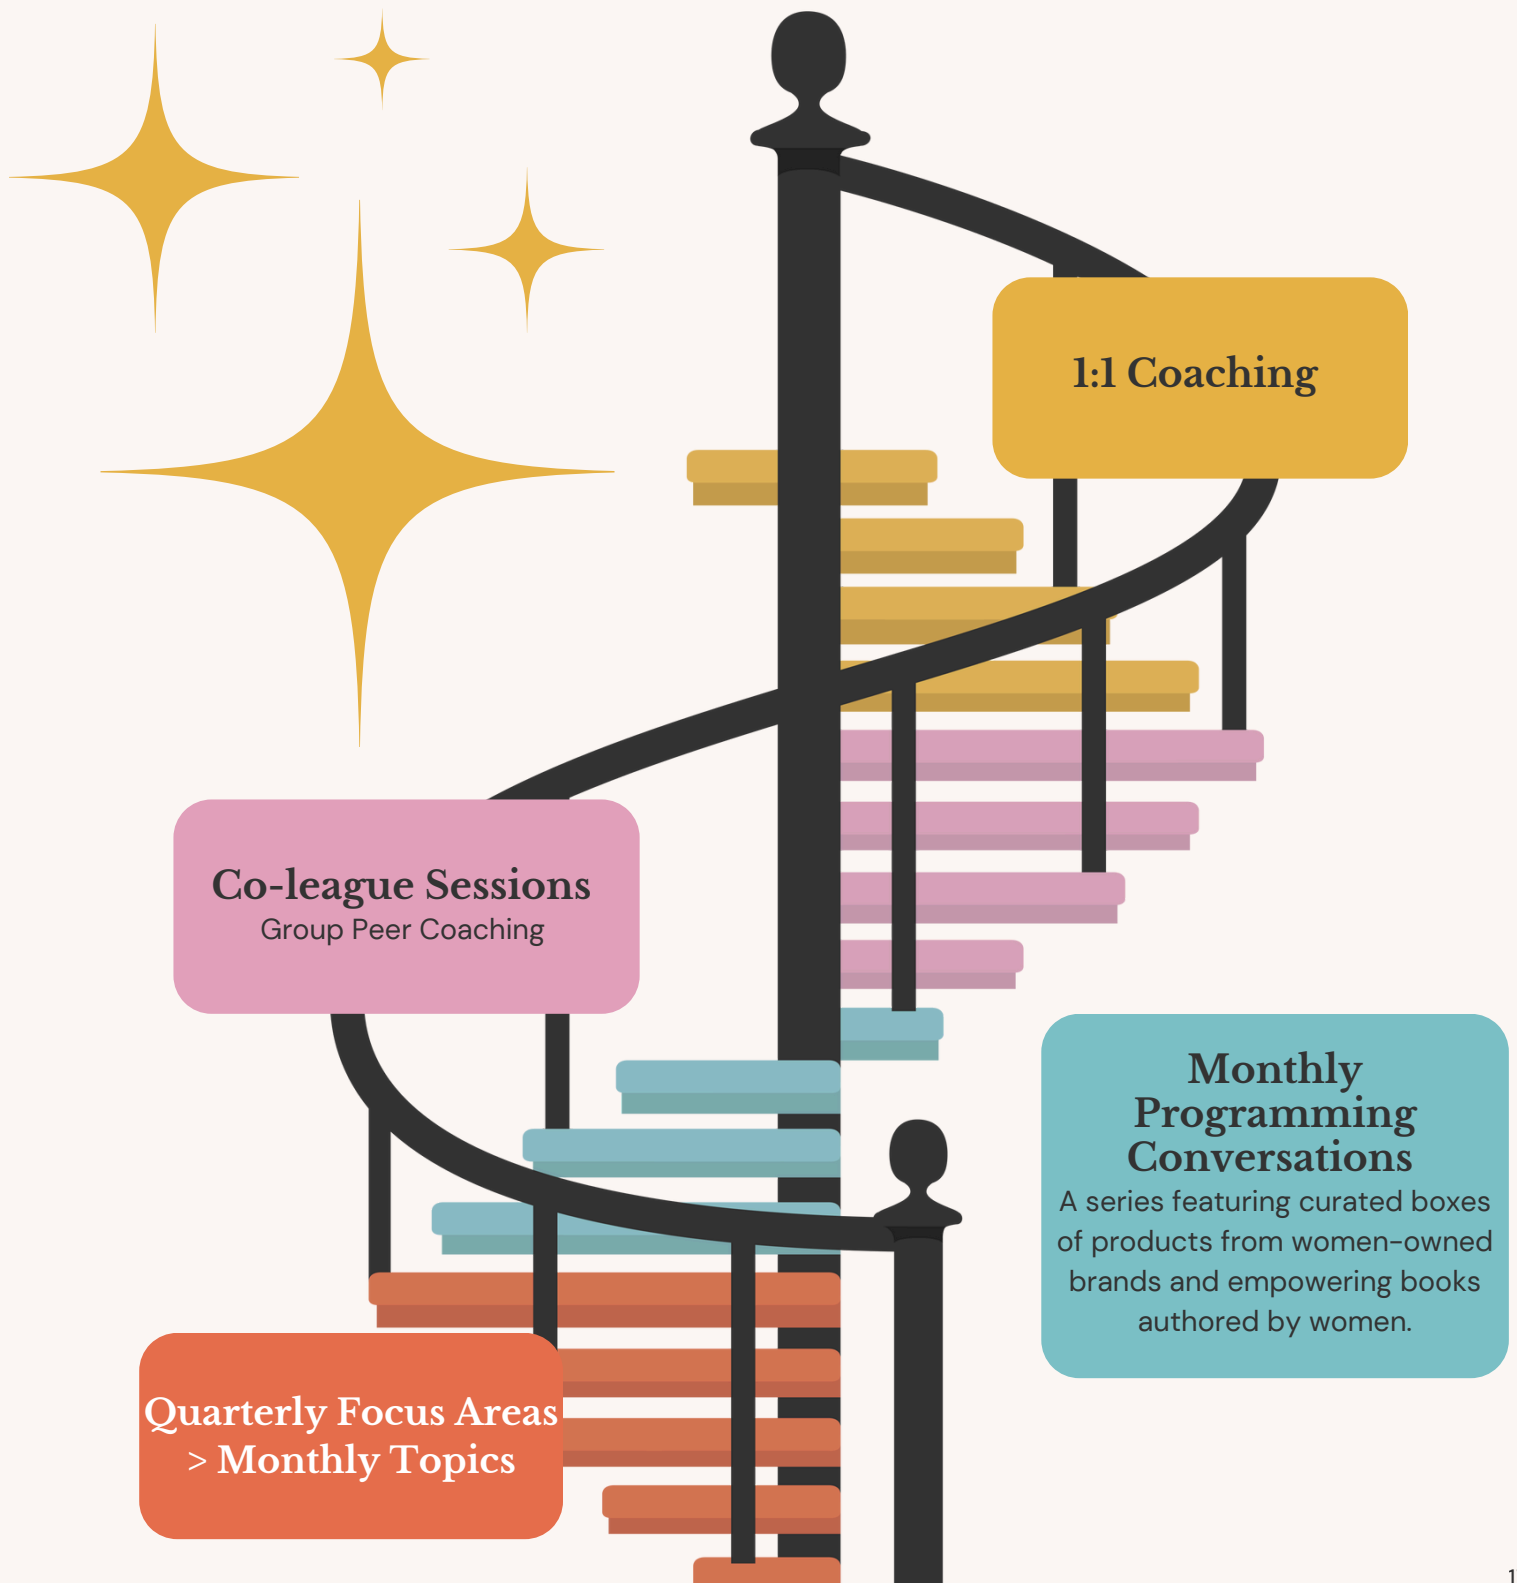 1:1 Coaching
Co-league Sessions
Group Peer Coaching
Monthly
Programming
Conversations
A series featuring curated boxes
of products from women-owned
brands and empowering books
authored by women.
Quarterly Focus Areas
> Monthly Topics
1